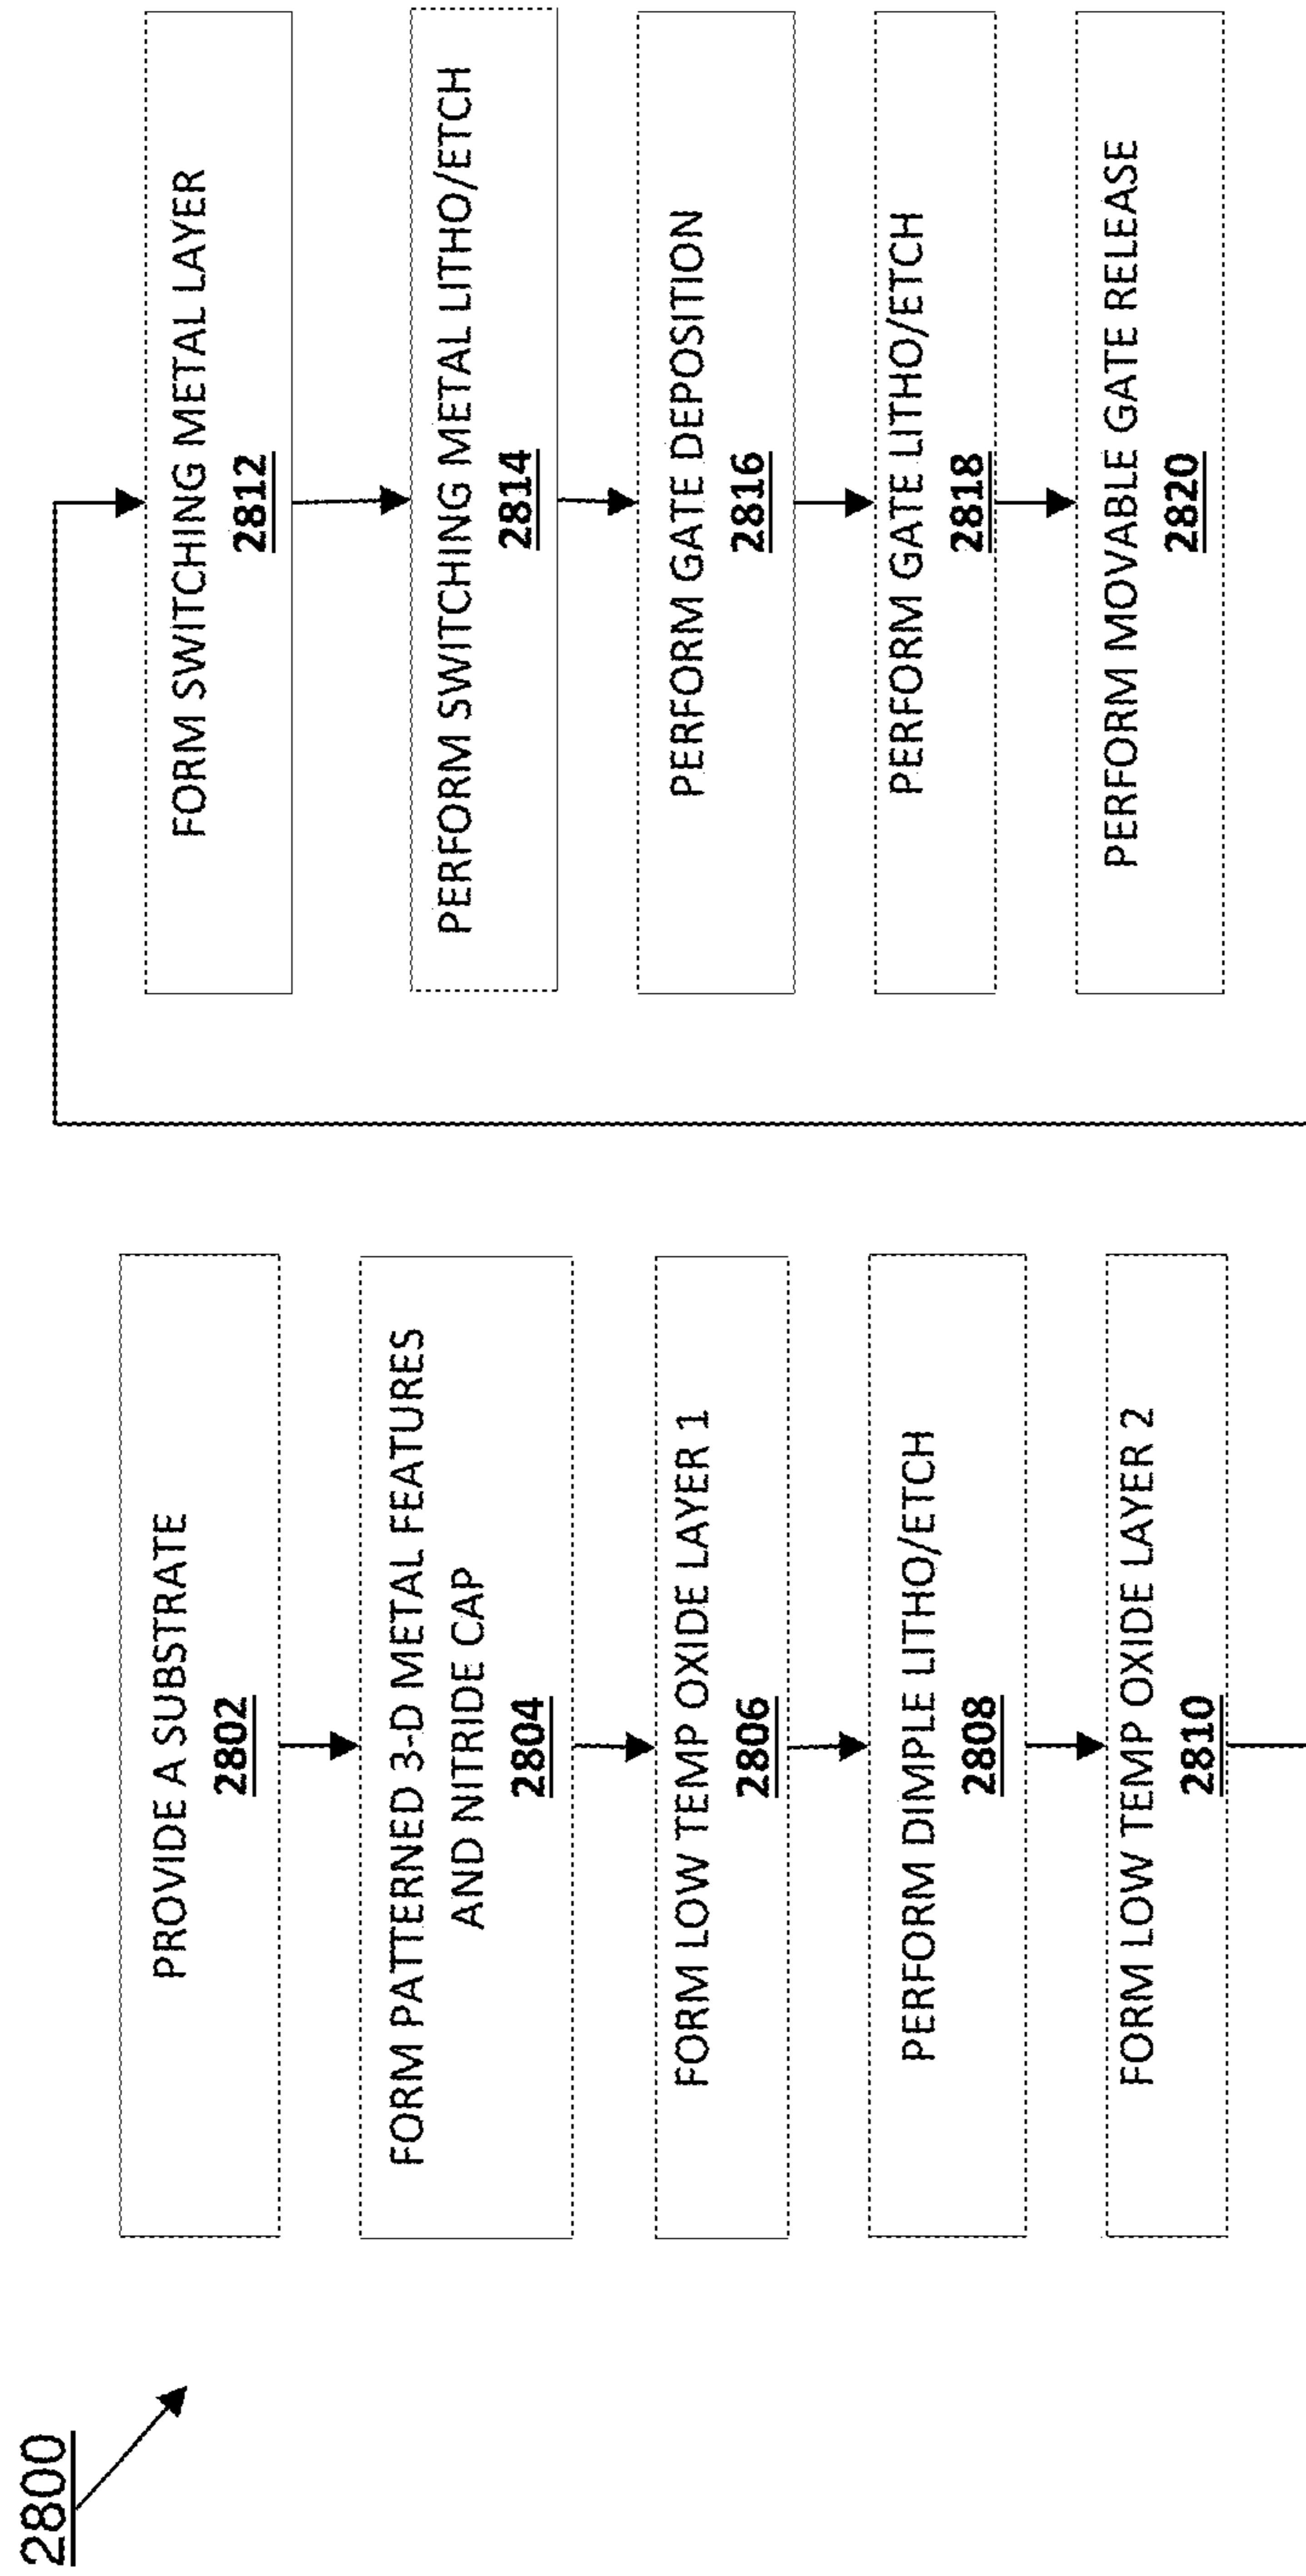 2800
PROVIDE A SUBSTRATE
2802
FORM PATTERNED 3-D METAL FEATURES
AND NITRIDE CAP
2804
FORM LOW TEMP OXIDE LAYER 1
2806
PERFORM DIMPLE LITHO/ETCH
2808
FORM LOW TEMP OXIDE LAYER 2
2810
FORM SWITCHING METAL LAYER
2812
PERFORM SWITCHING METAL LITHO/ETCH
2814
PERFORM GATE DEPOSITION
2816
PERFORM GATE LITHO/ETCH
2818
PERFORM MOVABLE GATE RELEASE
2820